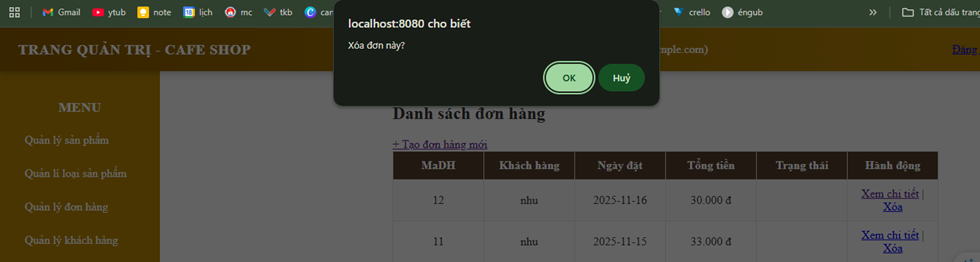 Gmail
ytub
note
lịch
mc
tkb
crello
éngub
»
Tất cả dấu trang
localhost:8080 cho biết
Xóa đơn này?
OK
Huỷ
TRANG QUẢN TRỊ - CAFE SHOP
mple.com)
Đăng
MENU
Quản lý sản phẩm
Quản lí loại sản phẩm
Quản lý đơn hàng
Quản lý khách hàng
Danh sách đơn hàng
+ Tạo đơn hàng mới
MaDH Khách hàng Ngày đặt Tổng tiền Trạng thái Hành động
12 nhu 2025-11-16 30.000 đ Xem chi tiết |
Xóa
11 nhu 2025-11-15 33.000 đ Xem chi tiết |
Xóa